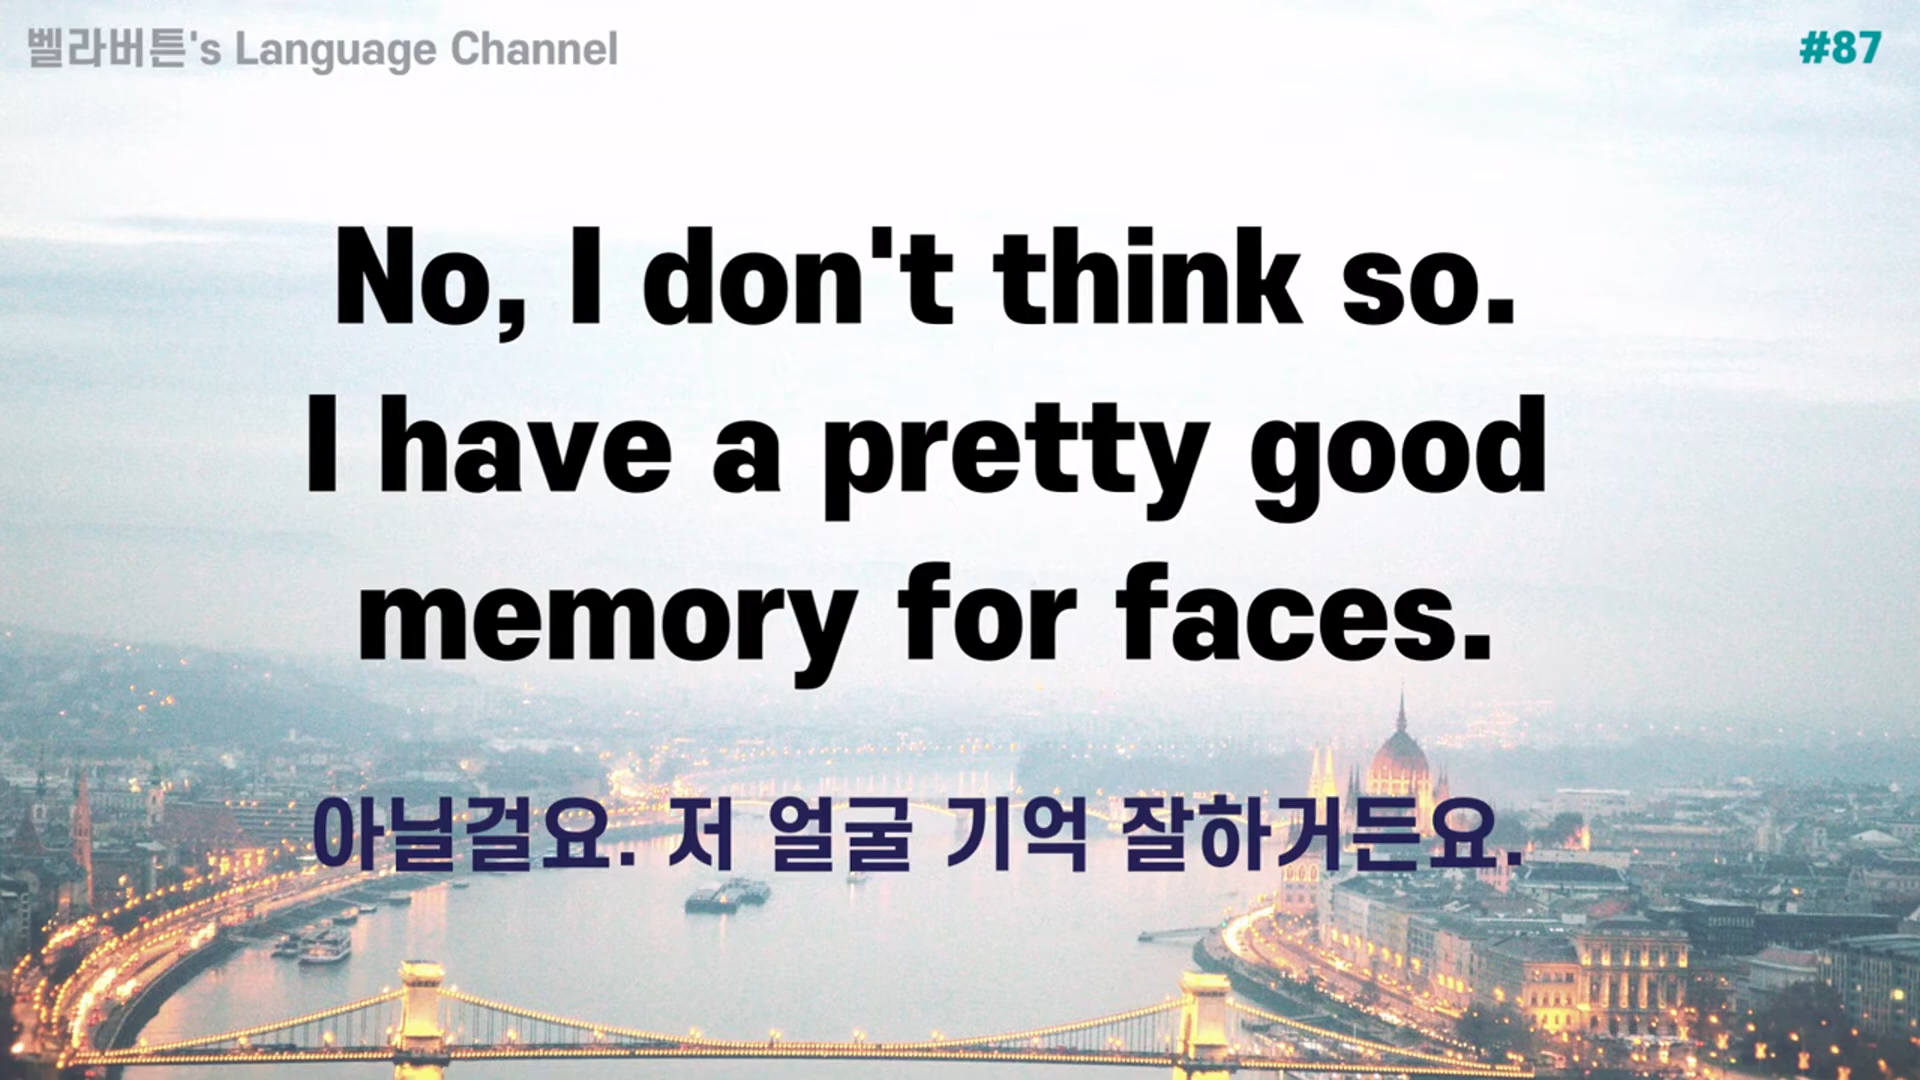 벨라버튼's Language Channel
#87
No, I don't think so.
I have a pretty good
memory for faces.
아닐걸요. 저 얼굴 기억 잘하거든요.